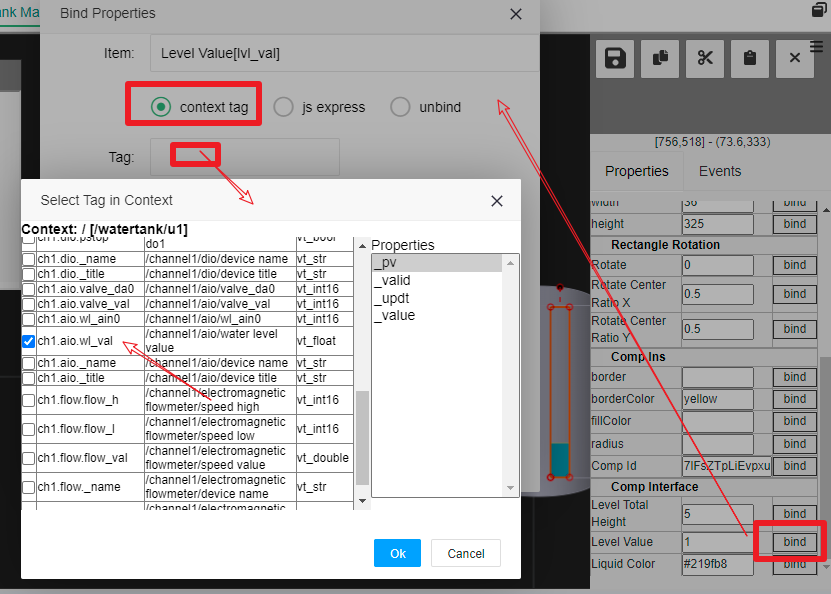 nk Ma
Bind Properties
Item:
Level Value[lvl_val]
context tag
js express
unbind
Tag:
Select Tag in Context
Context: / [/watertank/u1]
ch1.dio.pstop
do1
vt_bool
ch1.dio._name
/channel1/dio/device name
vt_str
ch1.dio._title
/channel1/dio/device title
vt_str
ch1.aio.valve_da0
/channel1/aio/valve_da0
vt_int16
ch1.aio.valve_val
/channel1/aio/valve_val
vt_int16
ch1.aio.wl_ain0
/channel1/aio/wl_ain0
vt_int16
ch1.aio.wl_val
/channel1/aio/water level
value
vt_float
ch1.aio._name
/channel1/aio/device name
vt_str
ch1.aio._title
/channel1/aio/device title
vt_str
ch1.flow.flow_h
/channel1/electromagnetic
flowmeter/speed high
vt_int16
ch1.flow.flow_l
/channel1/electromagnetic
flowmeter/speed low
vt_int16
ch1.flow.flow_val
/channel1/electromagnetic
flowmeter/speed value
vt_double
ch1.flow._name
/channel1/electromagnetic
flowmeter/device name
vt_str
/channel1/electromagnetic
Properties
_pv
_valid
_updt
_value
Ok
Cancel
[756,518] - (73.6,333)
Properties
Events
width
36
bind
height
325
bind
Rectangle Rotation
Rotate
0
bind
Rotate Center
Ratio X
0.5
bind
Rotate Center
Ratio Y
0.5
bind
Comp Ins
border
bind
borderColor
yellow
bind
fillColor
bind
radius
bind
Comp Id
7IFsZTpLiEvpxu
bind
Comp Interface
Level Total
Height
5
bind
Level Value
1
bind
Liquid Color
#219fb8
bind